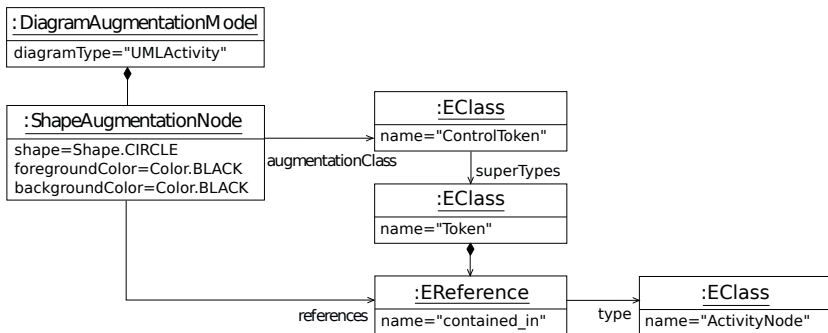 :DiagramAugmentationModel
diagramType="UMLActivity"
:ShapeAugmentationNode
shape=Shape.CIRCLE
foregroundColor=Color.BLACK
backgroundColor=Color.BLACK
augmentationClass
:EClass
name="ControlToken"
superTypes
:EClass
name="Token"
references
:EReference
name="contained_in"
type
:EClass
name="ActivityNode"